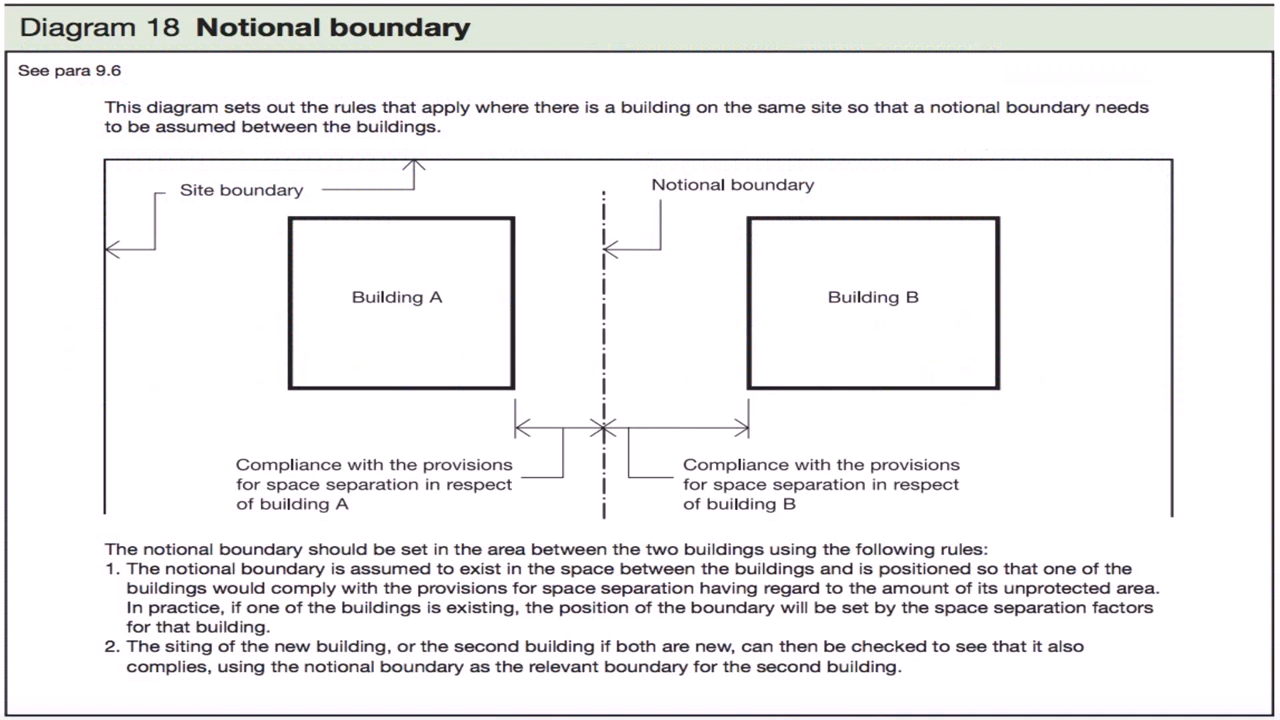 Diagram 18 Notional boundary
See para 9.6
This diagram sets out the rules that apply where there is a building on the same site so that a notional boundary needs
to be assumed between the buildings.
Site boundary
Notional boundary
Building A
Building B
Compliance with the provisions
for space separation in respect
of building A
Compliance with the provisions
for space separation in respect
of building B
The notional boundary should be set in the area between the two buildings using the following rules:
1. The notional boundary is assumed to exist in the space between the buildings and is positioned so that one of the
buildings would comply with the provisions for space separation having regard to the amount of its unprotected area.
In practice, if one of the buildings is existing, the position of the boundary will be set by the space separation factors
for that building.
2. The siting of the new building, or the second building if both are new, can then be checked to see that it also
complies, using the notional boundary as the relevant boundary for the second building.